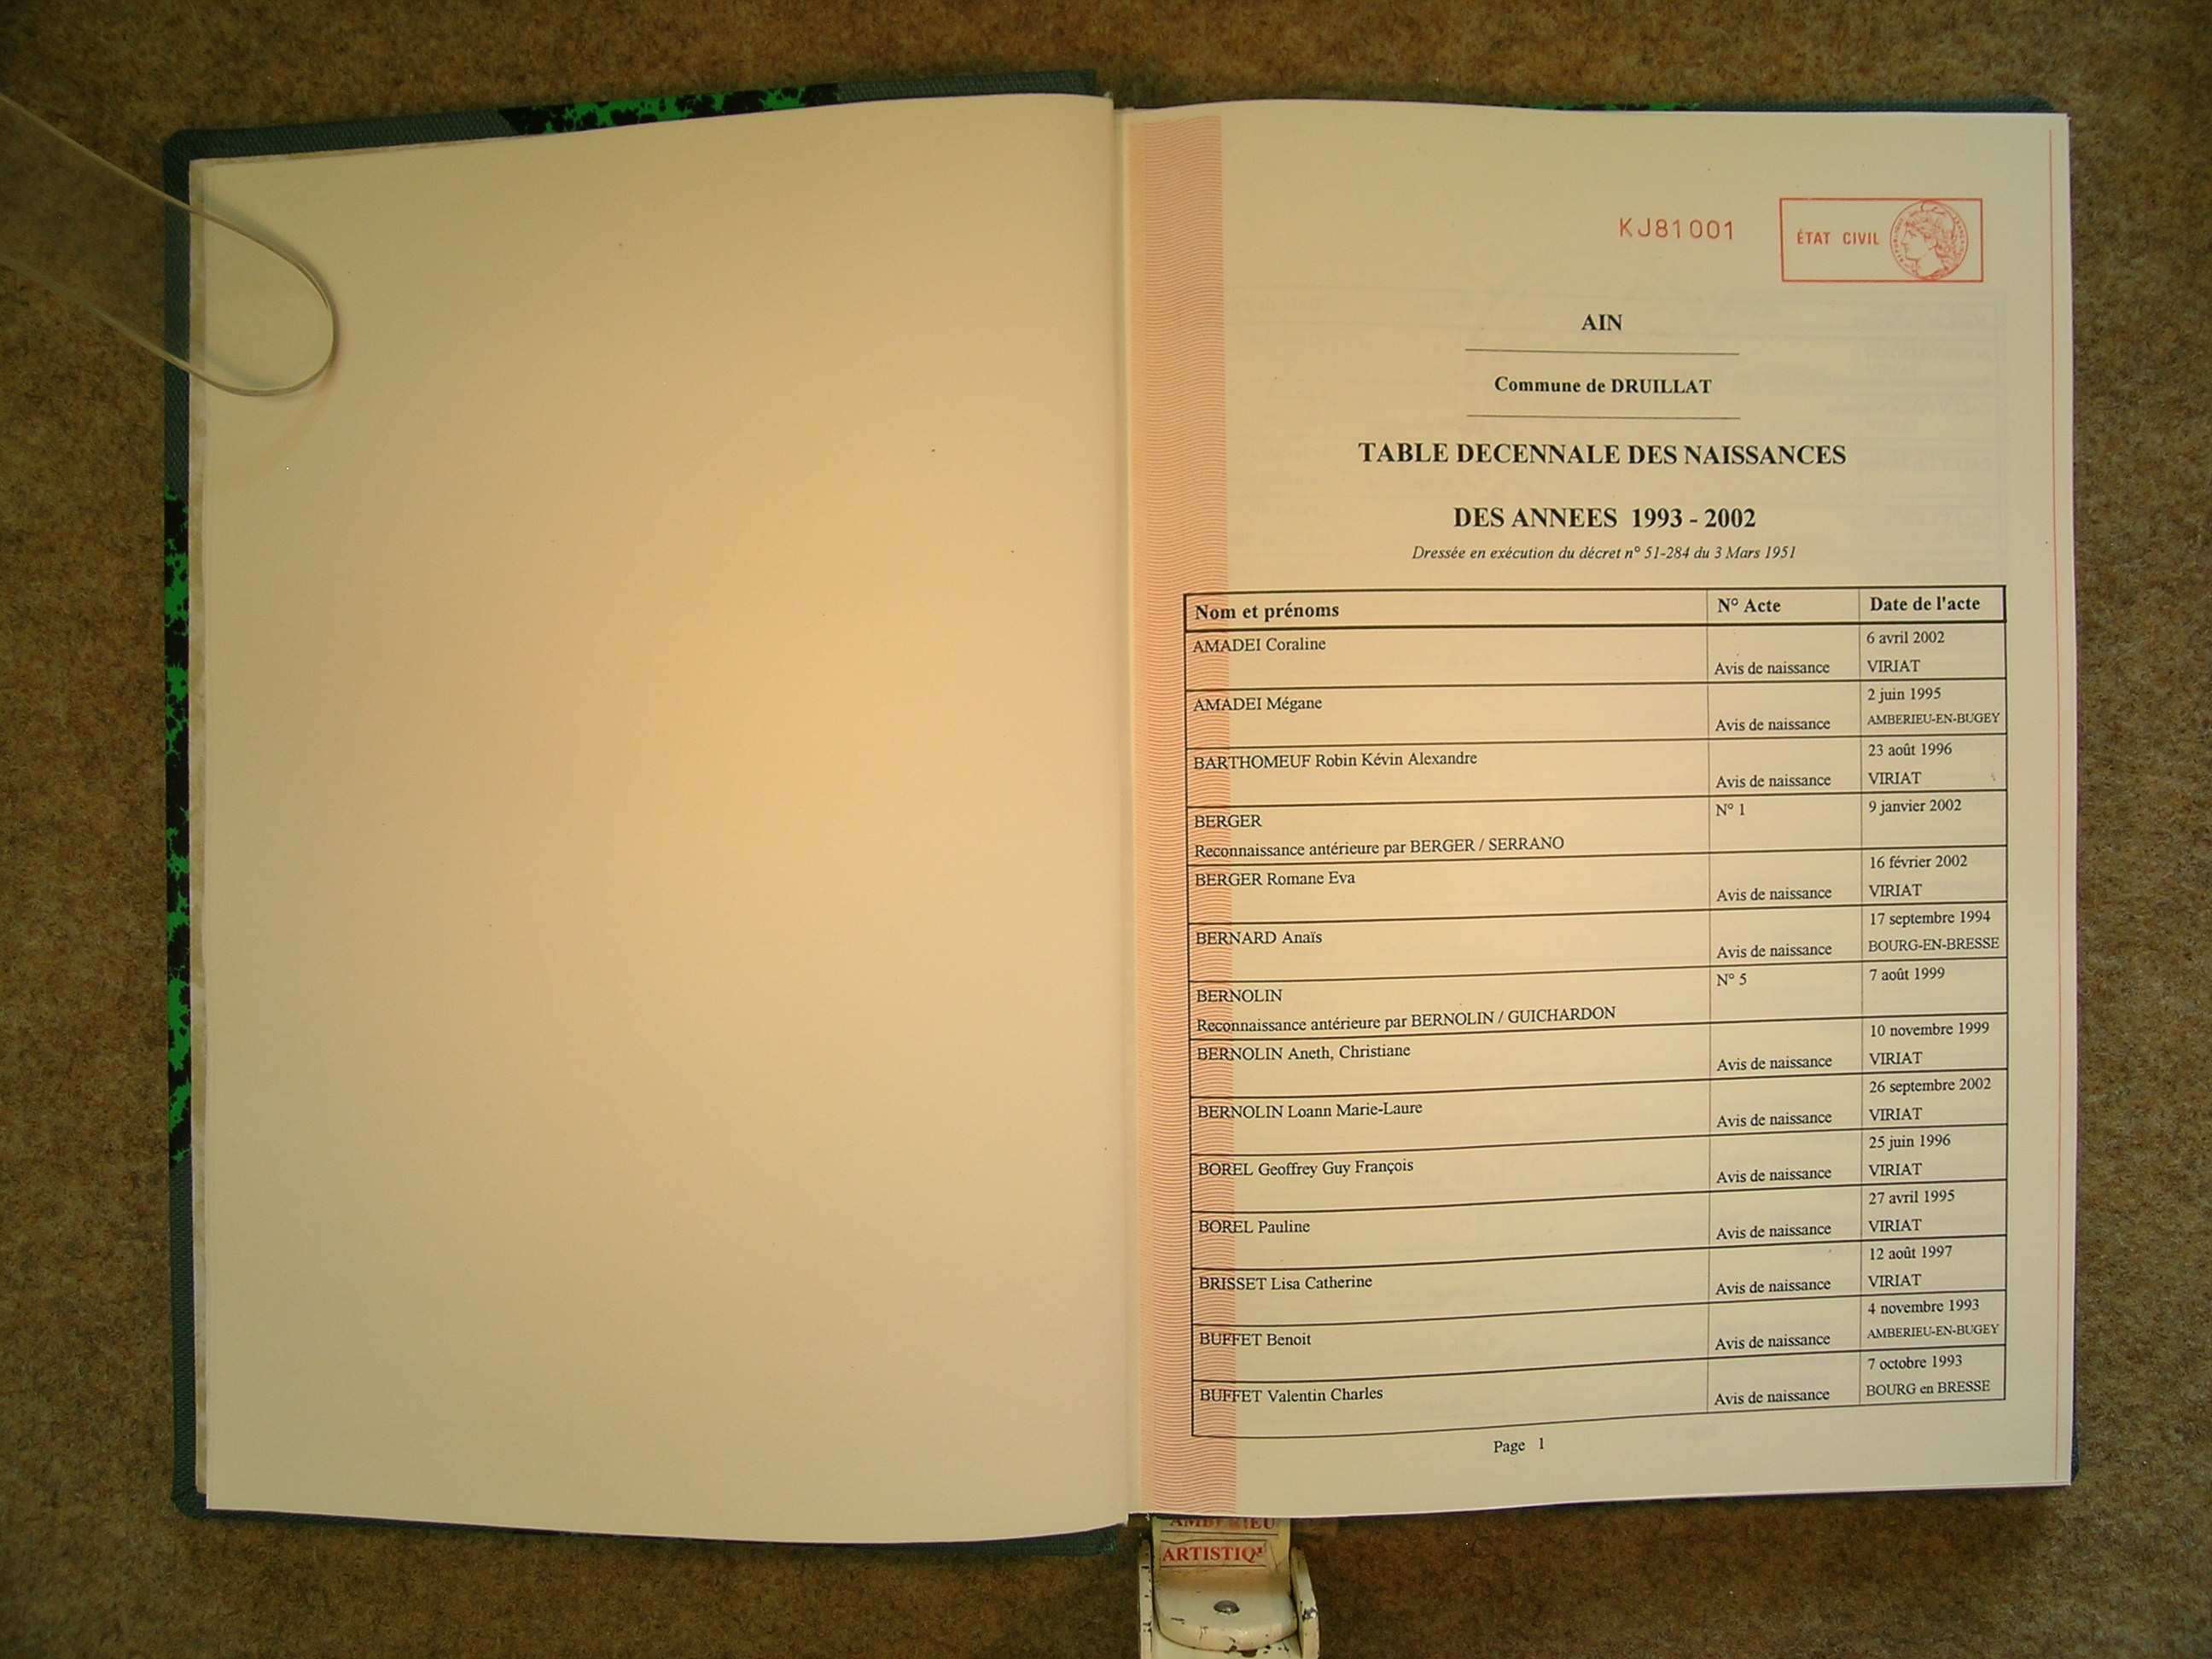 KJ81001
ÉTAT CIVIL
AIN
Commune de DRUILLAT
TABLE DECENNALE DES NAISSANCES
DES ANNEES 1993 - 2002
Dressée en exécution du décret n° 51-284 du 3 Mars 1951
Nom et prénoms N° Acte Date de l'acte
AMADEI Coraline 6 avril 2002
Avis de naissance VIRIAT
AMADEI Mégane 2 juin 1995
Avis de naissance AMBERIEU-EN-BUGEY
BARTHOMEUF Robin Kévin Alexandre 23 août 1996
Avis de naissance VIRIAT
BERGER N° 1 9 janvier 2002
Reconnaissance antérieure par BERGER / SERRANO
BERGER Romane Eva 16 février 2002
Avis de naissance VIRIAT
BERNARD Anaïs 17 septembre 1994
Avis de naissance BOURG-EN-BRESSE
BERNOLIN N° 5 7 août 1999
Reconnaissance antérieure par BERNOLIN / GUICHARDON
BERNOLIN Aneth, Christiane 10 novembre 1999
Avis de naissance VIRIAT
BERNOLIN Loann Marie-Laure 26 septembre 2002
Avis de naissance VIRIAT
BOREL Geoffrey Guy François 25 juin 1996
Avis de naissance VIRIAT
BOREL Pauline 27 avril 1995
Avis de naissance VIRIAT
BRISSET Lisa Catherine 12 août 1997
Avis de naissance VIRIAT
BUFFET Benoit 4 novembre 1993
Avis de naissance AMBERIEU-EN-BUGEY
BUFFET Valentin Charles 7 octobre 1993
Avis de naissance BOURG en BRESSE
Page 1
ARTISTIQ